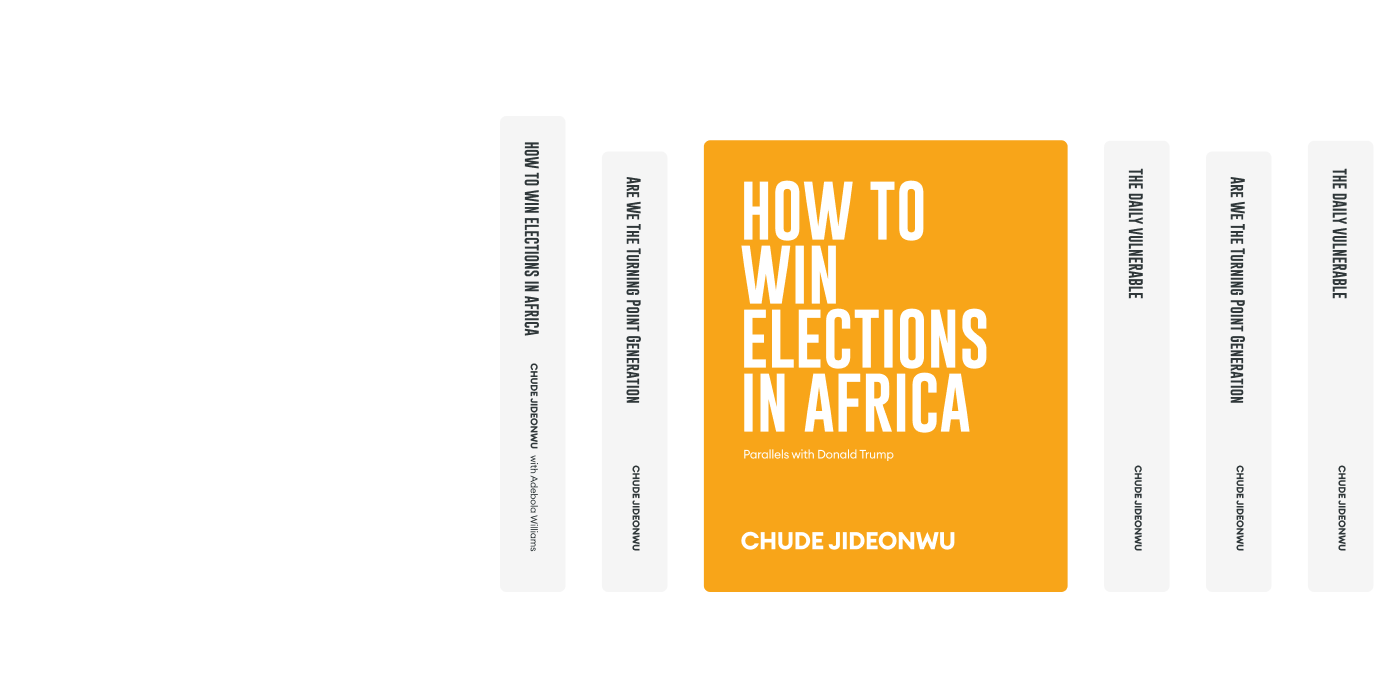 HOW TO WIN ELECTIONS IN AFRICA CHUDE JIDEONWU with Adebola Williams
ARE WE THE TURNING POINT GENERATION CHUDE JIDEONWU
HOW TO
WIN
ELECTIONS
IN AFRICA
Parallels with Donald Trump
CHUDE JIDEONWU
THE DAILY VULNERABLE CHUDE JIDEONWU
ARE WE THE TURNING POINT GENERATION CHUDE JIDEONWU
THE DAILY VULNERABLE CHUDE JIDEONWU